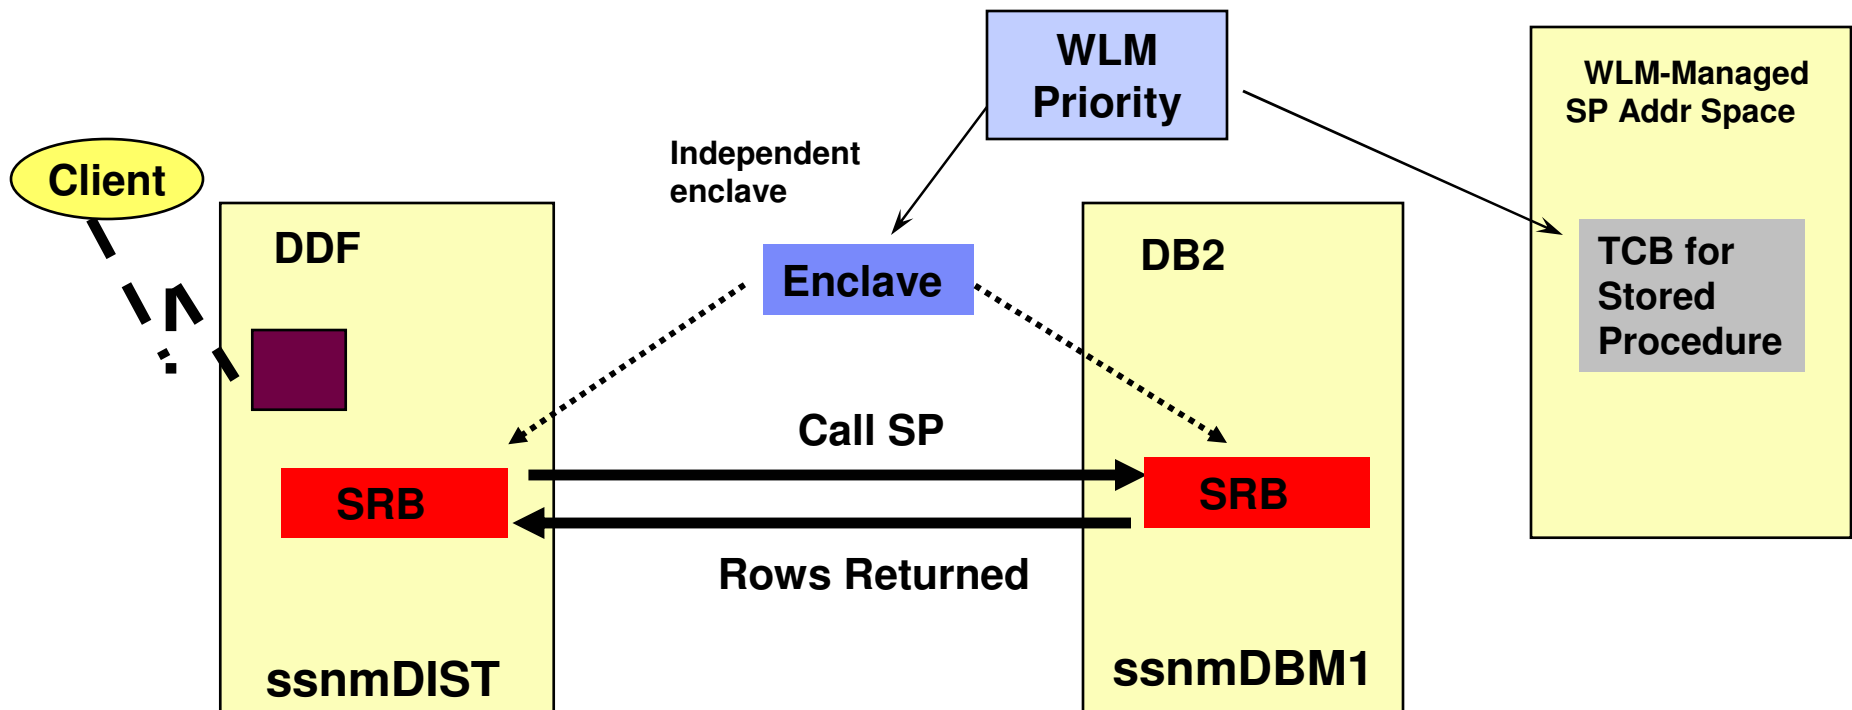 WLM
Priority
WLM-Managed
SP Addr Space
Independent
enclave
Client
DDF
Enclave
DB2
TCB for
Stored
Procedure
Call SP
SRB
SRB
Rows Returned
ssnmDIST
ssnmDBM1